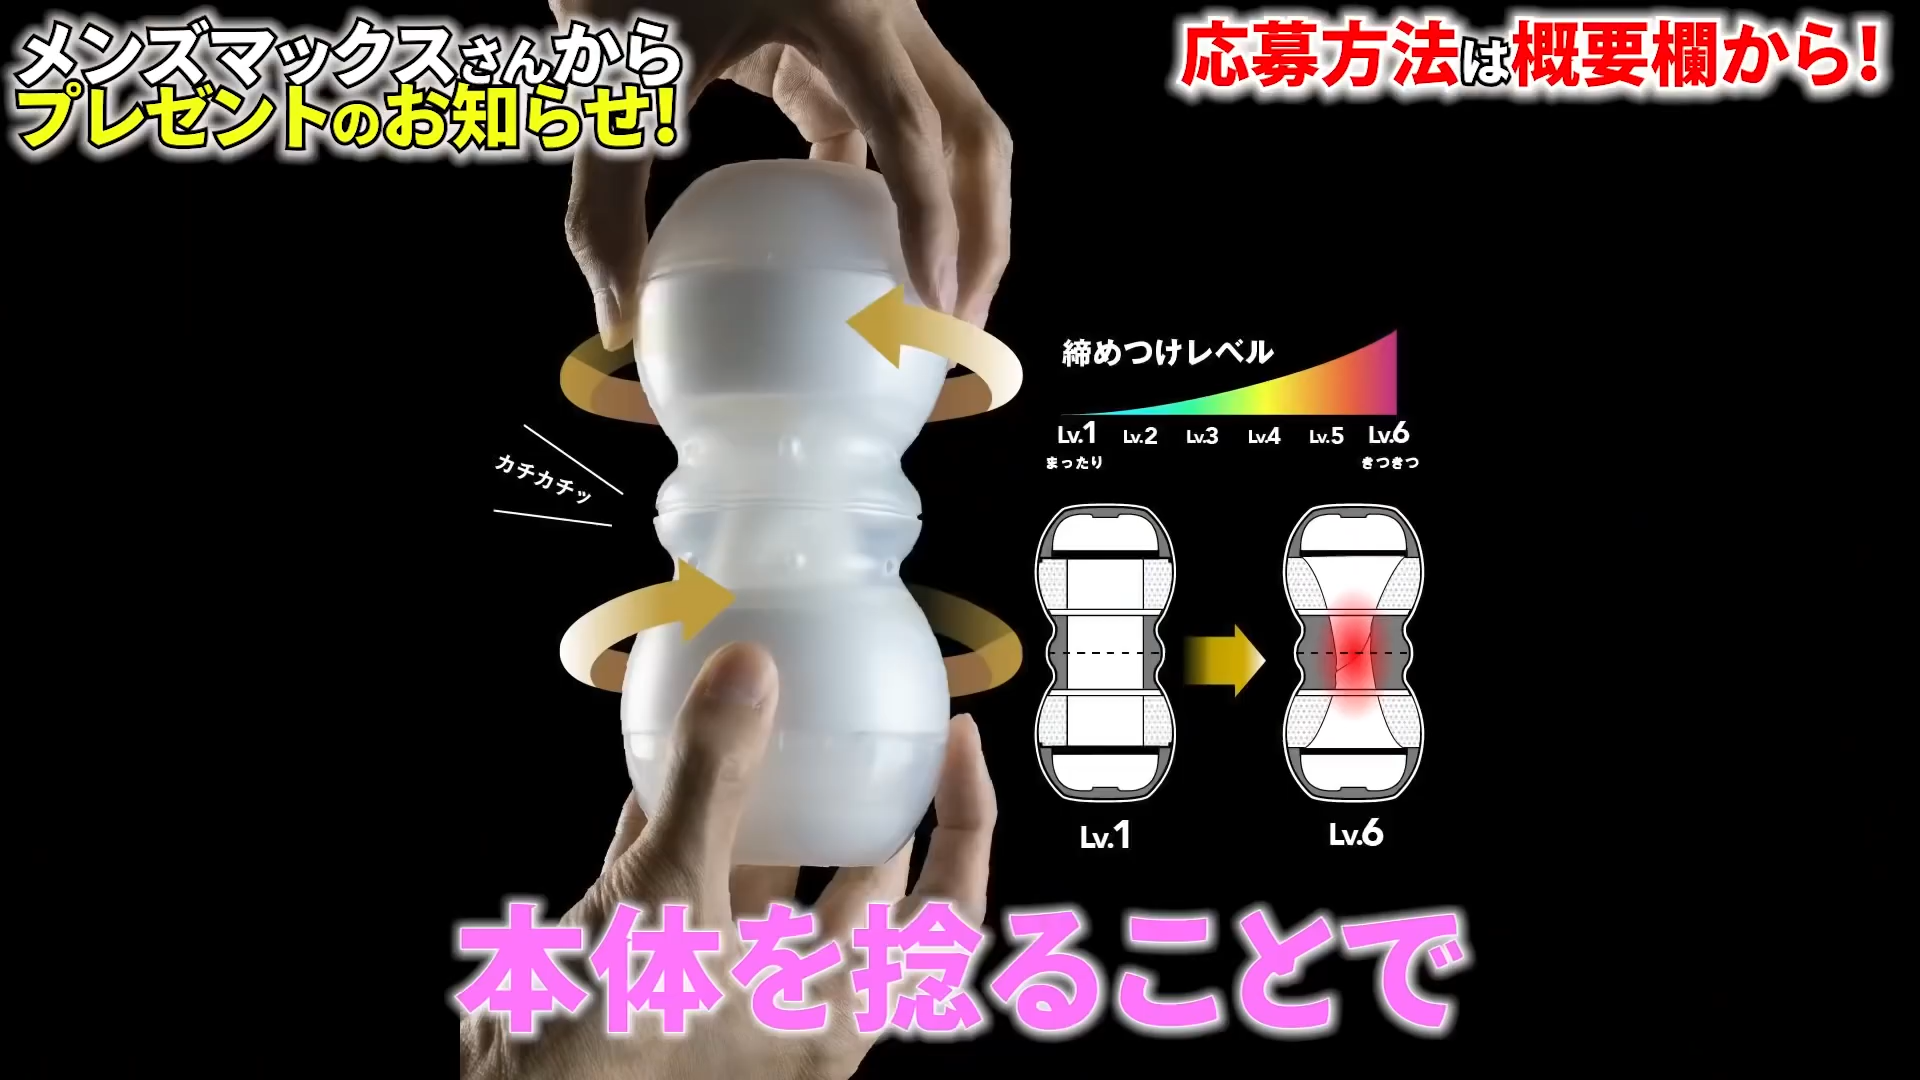 メンズマックスさんから
プレゼントのお知らせ!
応募方法は概要欄から!
締めつけレベル
Lv.1 Lv.2 Lv.3 Lv.4 Lv.5 Lv.6
まったり きつきつ
カチカチッ
Lv.1 Lv.6
本体を捻ることで